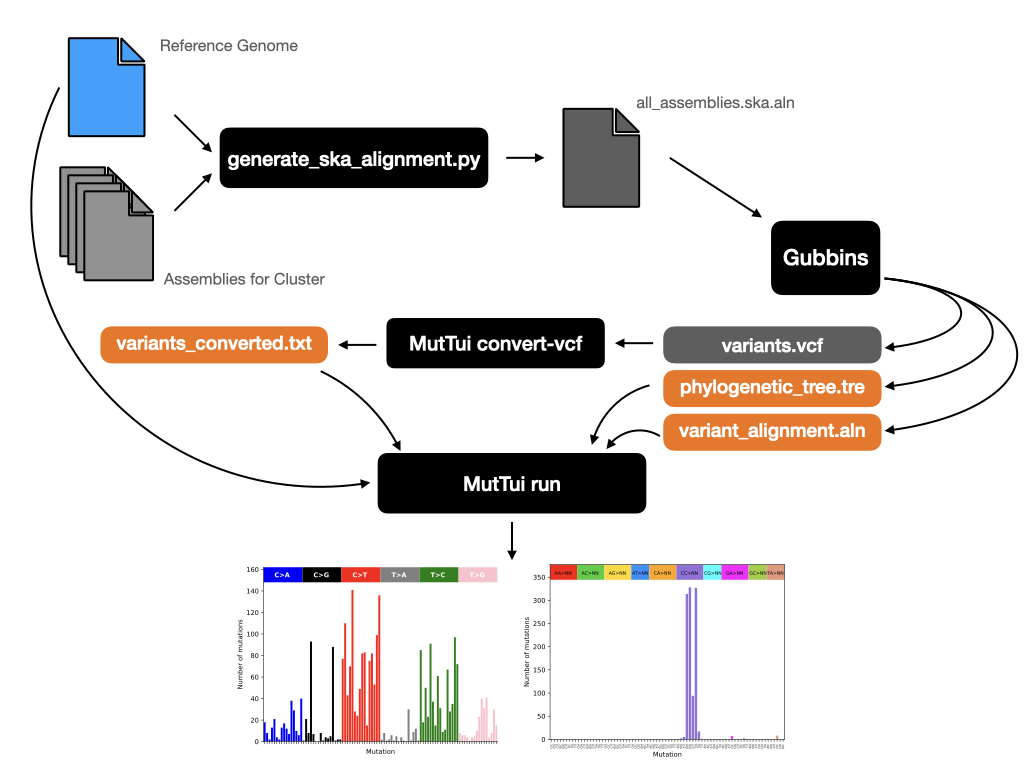 Reference Genome
all_assemblies.ska.aln
generate_ska_alignment.py
Gubbins
Assemblies for Cluster
variants_converted.txt
MutTui convert-vcf
variants.vcf
phylogenetic_tree.tre
variant_alignment.aln
MutTui run
C>A C>G C>T T>A T>C T>G
160
140
120
100
80
60
40
20
0
Number of mutations
Mutation
AA>NN AC>NN AG>NN AT>NN CA>NN CC>NN CG>NN GA>NN GC>NN TA>NN
350
300
250
200
150
100
50
0
Number of mutations
Mutation